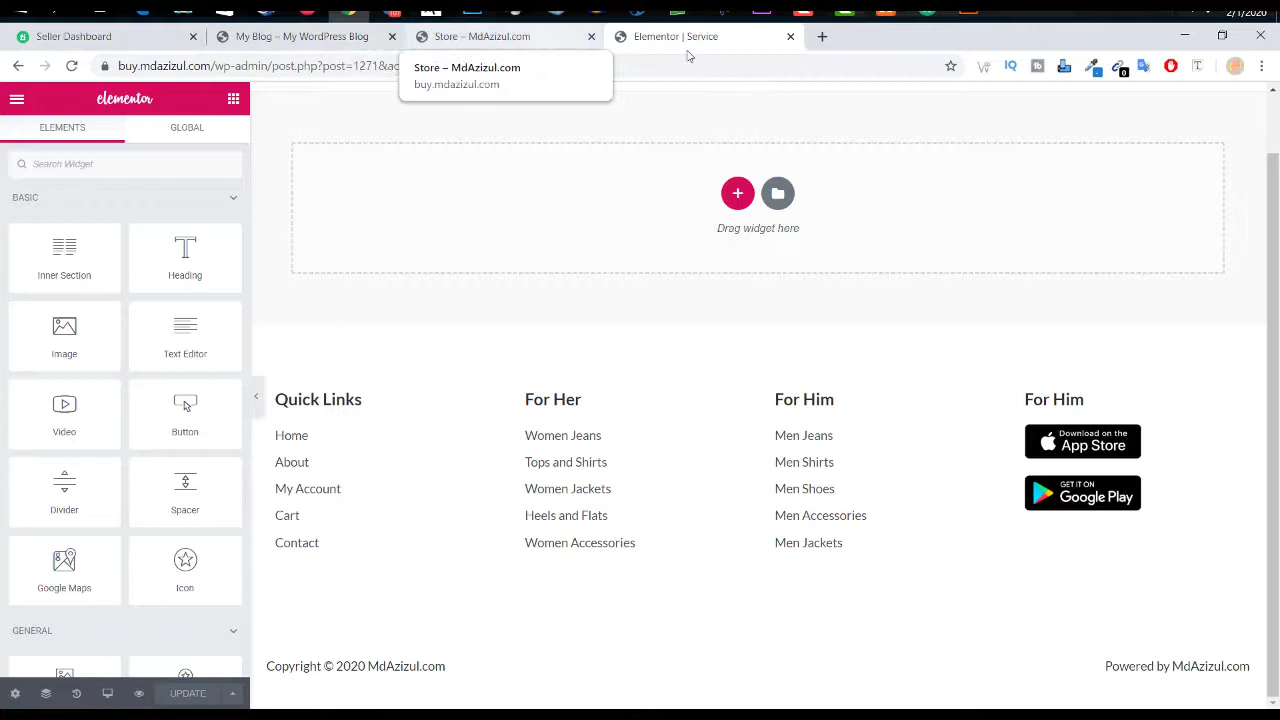 2/1/2020
Seller Dashboard
My Blog – My WordPress Blog
Store – MdAzizul.com
Elementor | Service
buy.mdazizul.com/wp-admin/post.php?post=1271&ac
Store – MdAzizul.com
buy.mdazizul.com
elementor
ELEMENTS
GLOBAL
Search Widget
BASIC
Inner Section
Heading
Image
Text Editor
Video
Button
Divider
Spacer
Google Maps
Icon
GENERAL
UPDATE
Drag widget here
Quick Links
Home
About
My Account
Cart
Contact
For Her
Women Jeans
Tops and Shirts
Women Jackets
Heels and Flats
Women Accessories
For Him
Men Jeans
Men Shirts
Men Shoes
Men Accessories
Men Jackets
For Him
Download on the
App Store
GET IT ON
Google Play
Copyright © 2020 MdAzizul.com
Powered by MdAzizul.com